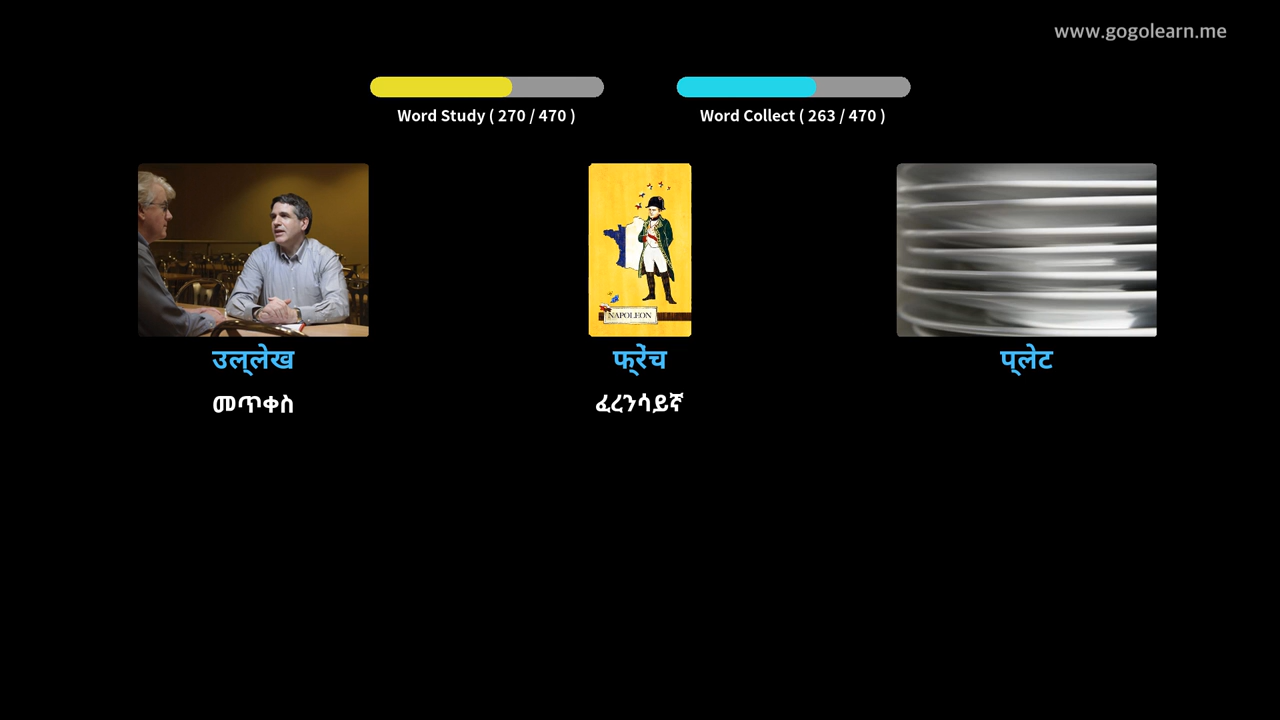 www.gogolearn.me
Word Study ( 270 / 470 )
Word Collect ( 263 / 470 )
NAPOLEON
उल्लेख
फ्रेंच
प्लेट
መጥቀስ
ፈረንሳይኛ